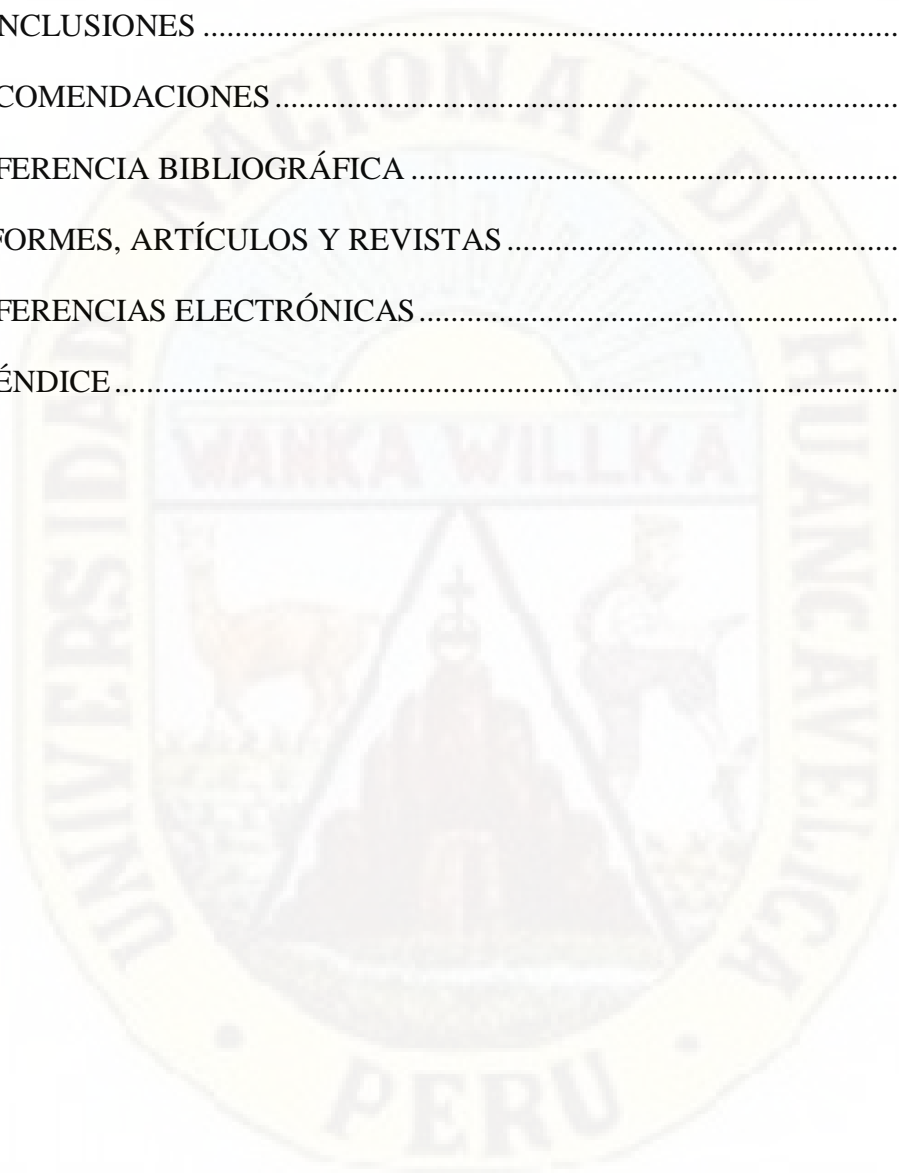 NCLUSIONES
COMENDACIONES
FERENCIA BIBLIOGRÁFICA
FORMES, ARTÍCULOS Y REVISTAS
FERENCIAS ELECTRÓNICAS
ÉNDICE
UNIVERSIDAD NACIONAL DE HUANCAVELICA
WANKA WILLKA
PERU